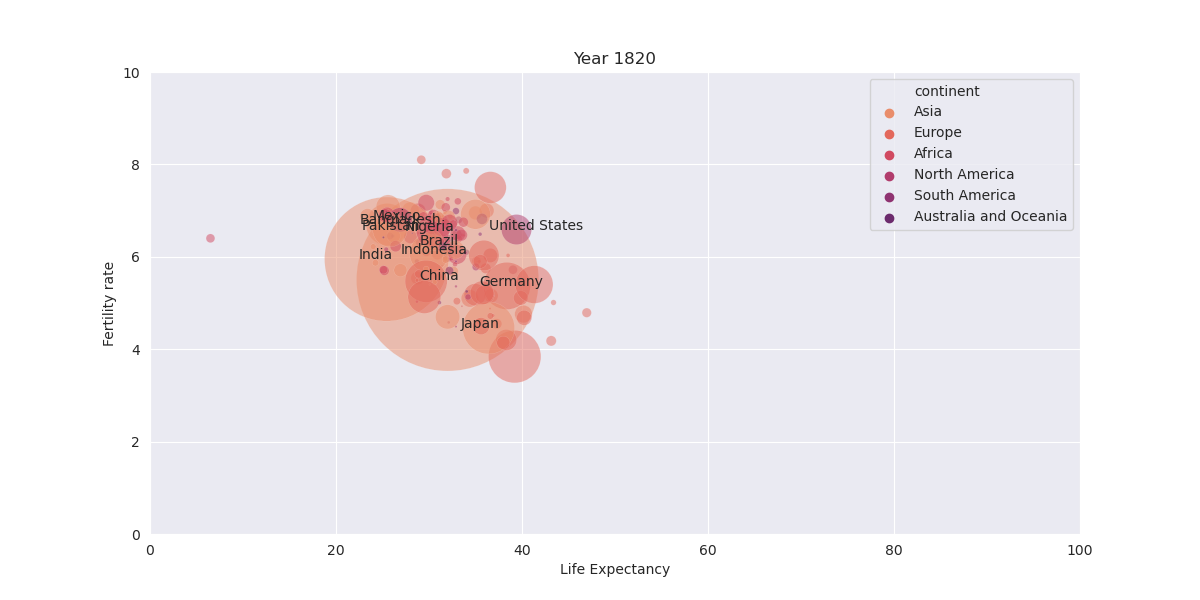 Year 1820
10
8
6
4
2
0
Fertility rate
0
20
40
60
80
100
Life Expectancy
continent
Asia
Europe
Africa
North America
South America
Australia and Oceania
Mexico
Bangladesh
Pakistan
Nigeria
United States
Brazil
Indonesia
India
China
Germany
Japan